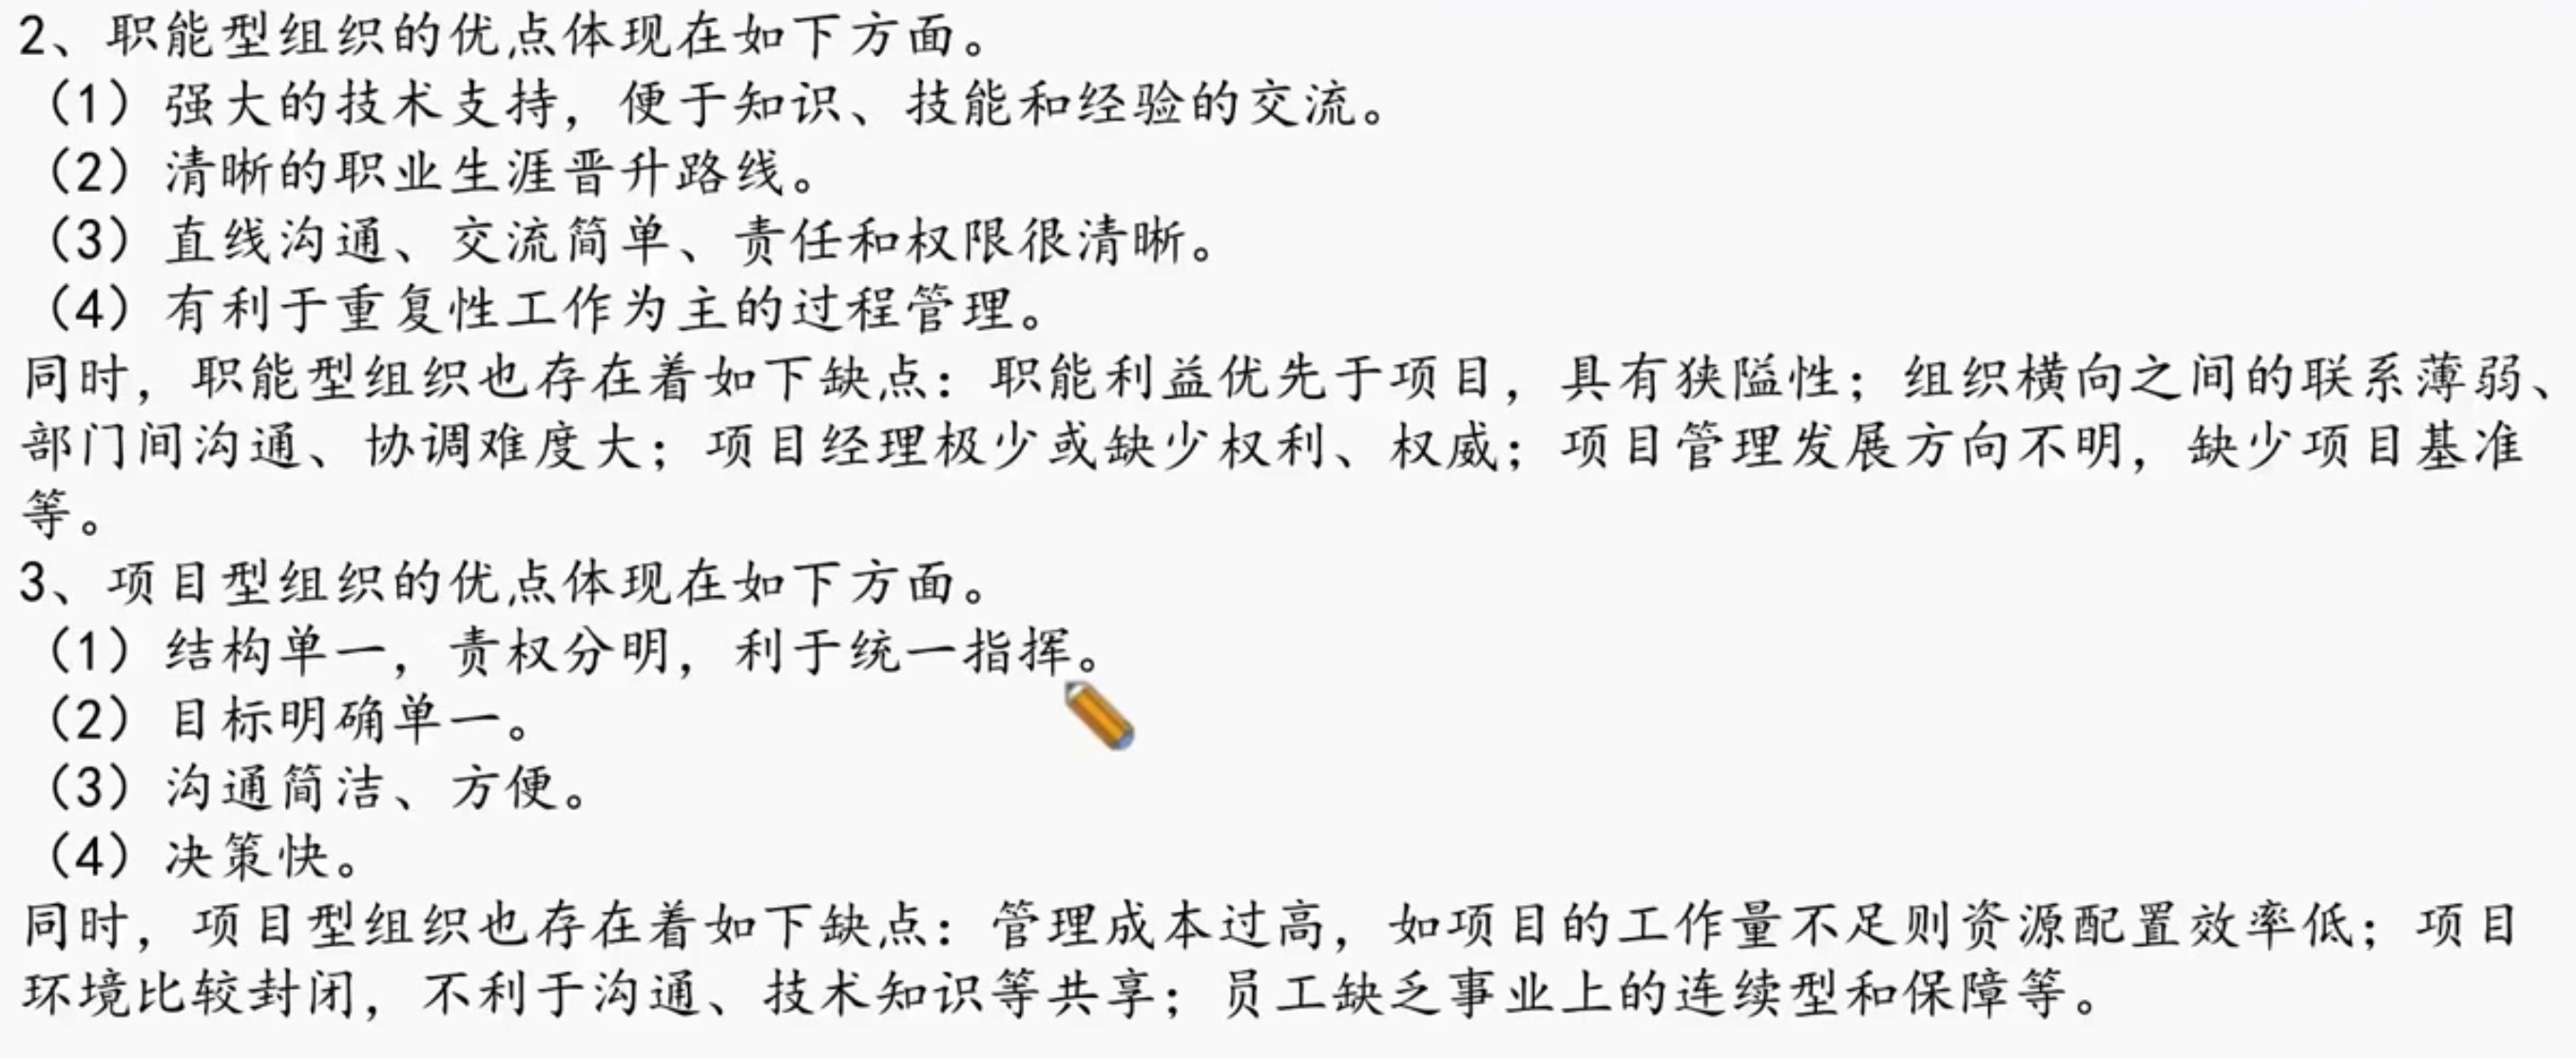 2、职能型组织的优点体现在如下方面。
（1）强大的技术支持，便于知识、技能和经验的交流。
（2）清晰的职业生涯晋升路线。
（3）直线沟通、交流简单、责任和权限很清晰。
（4）有利于重复性工作为主的过程管理。
同时，职能型组织也存在着如下缺点：职能利益优先于项目，具有狭隘性；组织横向之间的联系薄弱、
部门间沟通、协调难度大；项目经理极少或缺少权利、权威；项目管理发展方向不明，缺少项目基准
等。
3、项目型组织的优点体现在如下方面。
（1）结构单一，责权分明，利于统一指挥。
（2）目标明确单一。
（3）沟通简洁、方便。
（4）决策快。
同时，项目型组织也存在着如下缺点：管理成本过高，如项目的工作量不足则资源配置效率低；项目
环境比较封闭，不利于沟通、技术知识等共享；员工缺乏事业上的连续型和保障等。